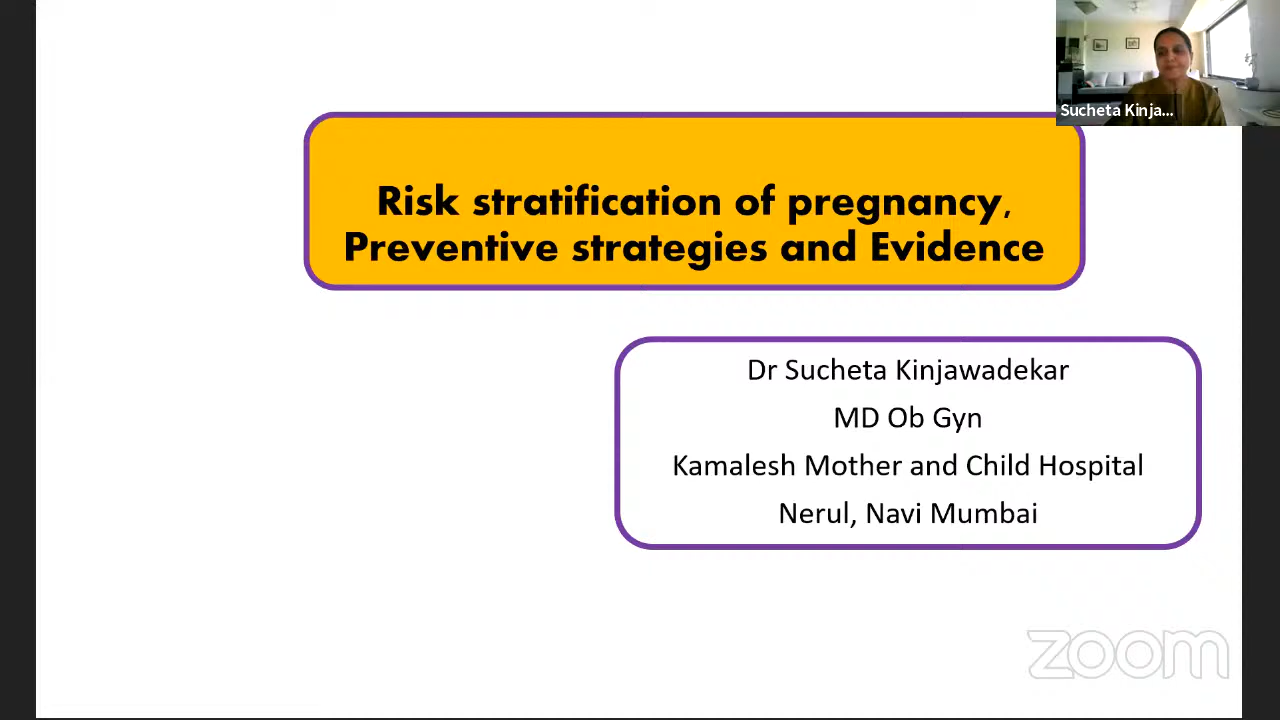 Sucheta Kinja...
Risk stratification of pregnancy,
Preventive strategies and Evidence
Dr Sucheta Kinjawadekar
MD Ob Gyn
Kamalesh Mother and Child Hospital
Nerul, Navi Mumbai
zoom